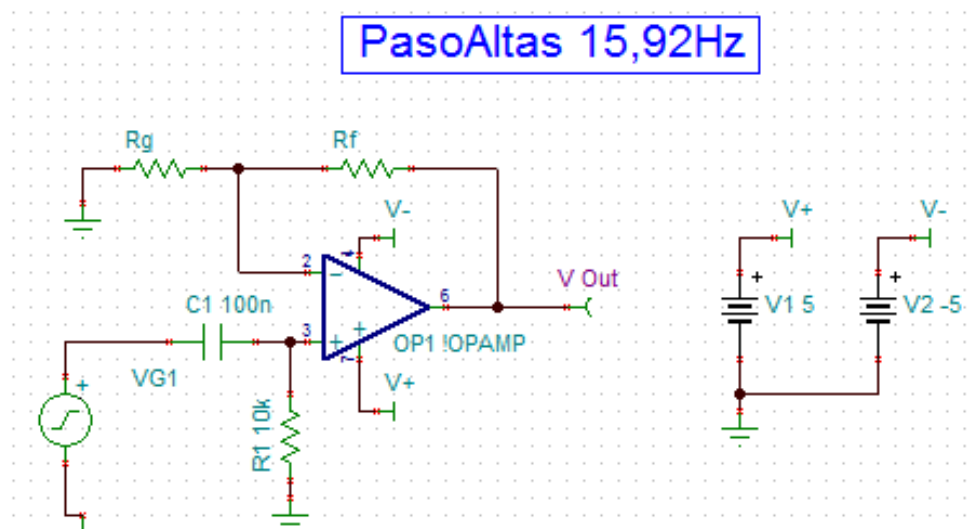 PasoAltas 15,92Hz
Rg
Rf
V-
V+
V-
2
4
6
V Out
V1 5
V2 -5
C1 100n
3
OP1 !OPAMP
VG1
7
V+
R1 10k